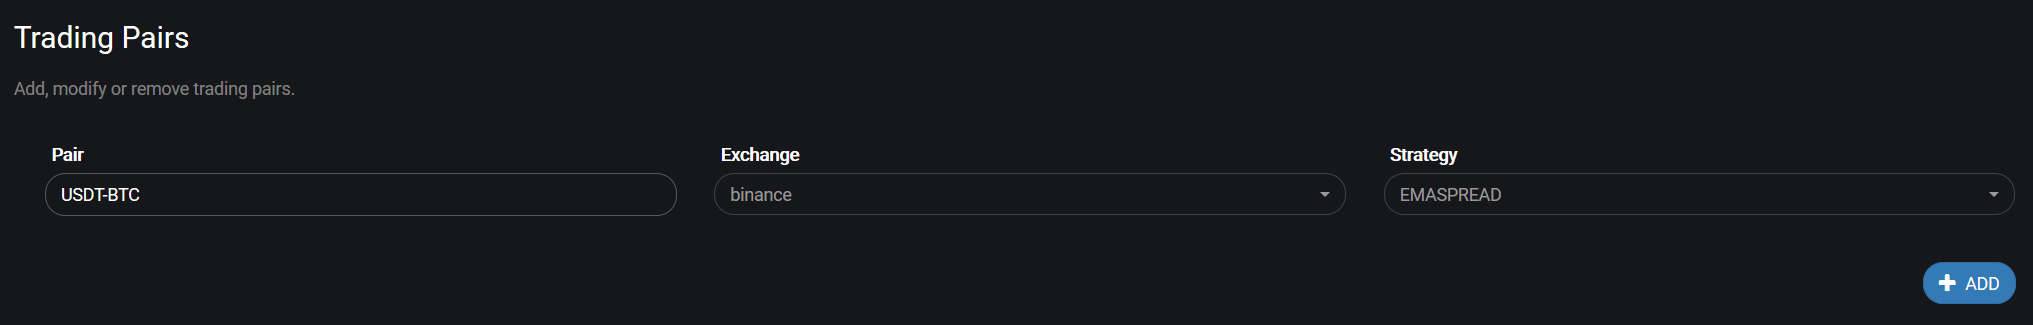 Trading Pairs
Add, modify or remove trading pairs.
Pair
Exchange
Strategy
USDT-BTC
binance
EMASPREAD
ADD